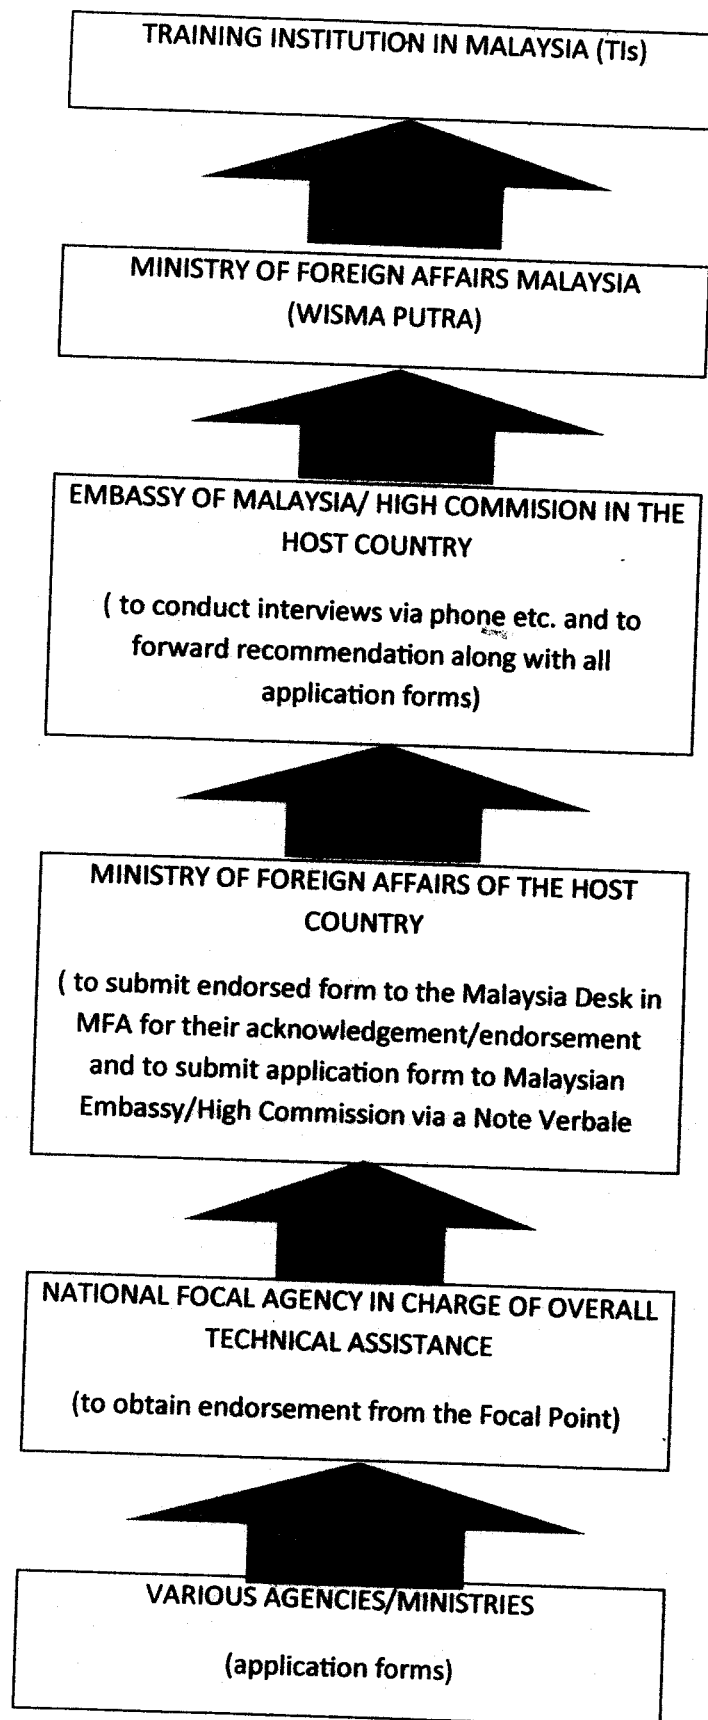 TRAINING INSTITUTION IN MALAYSIA (TIs)
MINISTRY OF FOREIGN AFFAIRS MALAYSIA
(WISMA PUTRA)
EMBASSY OF MALAYSIA/ HIGH COMMISION IN THE
HOST COUNTRY
( to conduct interviews via phone etc. and to
forward recommendation along with all
application forms)
MINISTRY OF FOREIGN AFFAIRS OF THE HOST
COUNTRY
( to submit endorsed form to the Malaysia Desk in
MFA for their acknowledgement/endorsement
and to submit application form to Malaysian
Embassy/High Commission via a Note Verbale
NATIONAL FOCAL AGENCY IN CHARGE OF OVERALL
TECHNICAL ASSISTANCE
(to obtain endorsement from the Focal Point)
VARIOUS AGENCIES/MINISTRIES
(application forms)